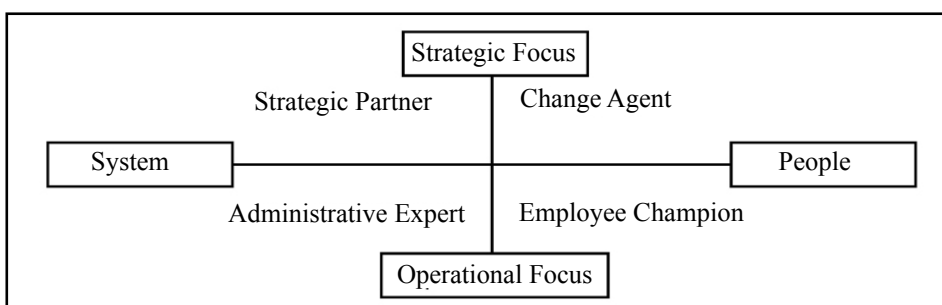 Strategic Focus
Strategic Partner
Change Agent
System
People
Administrative Expert
Employee Champion
Operational Focus